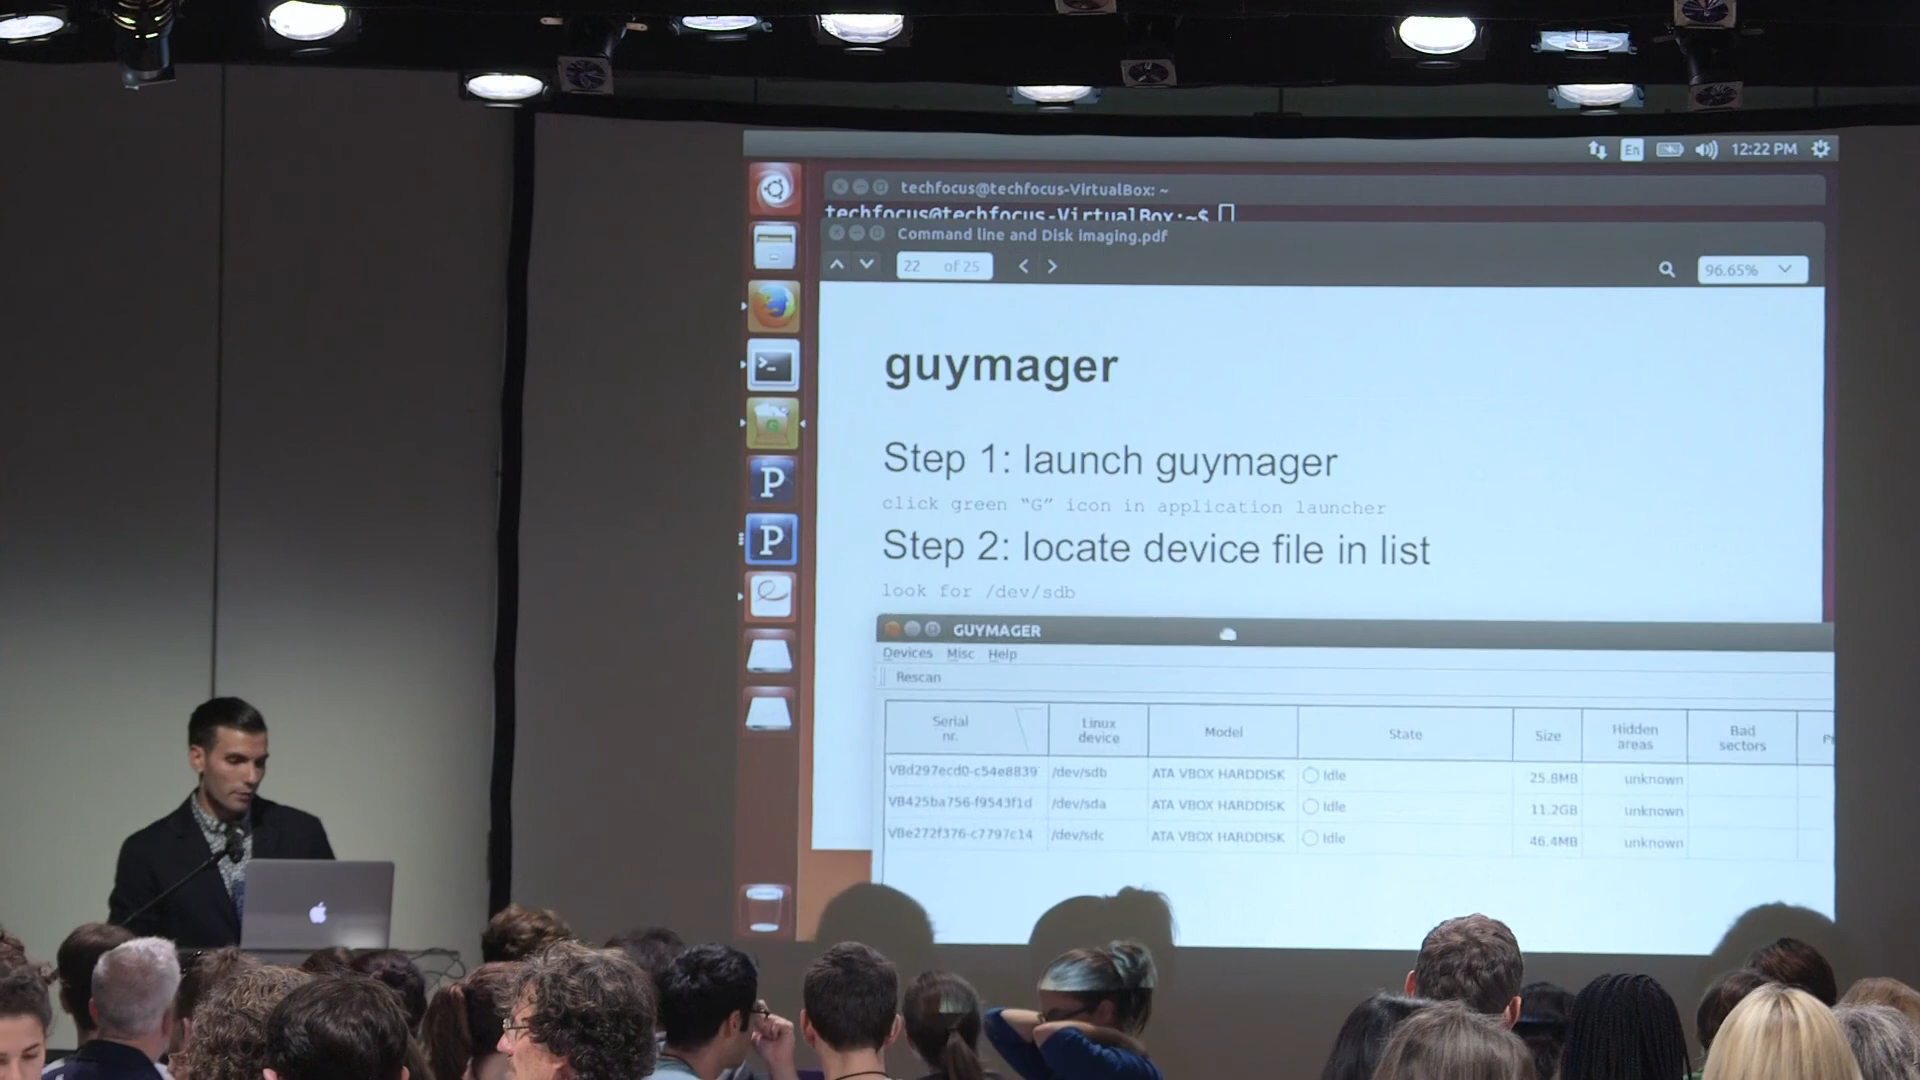 En 12:22 PM
techfocus@techfocus-VirtualBox: ~
techfocus@techfocus-VirtualBox:~$
Command line and Disk imaging.pdf
22 of 25 96.65%
guymager
Step 1: launch guymager
click green “G” icon in application launcher
Step 2: locate device file in list
look for /dev/sdb
GUYMAGER
Devices Misc Help
Rescan
Serial nr. Linux device Model State Size Hidden areas Bad sectors
VBd297ecd0-c54e8839 /dev/sdb ATA VBOX HARDDISK Idle 25.8MB unknown
VB425ba756-f9543f1d /dev/sda ATA VBOX HARDDISK Idle 11.2GB unknown
VBe272f376-c7797c14 /dev/sdc ATA VBOX HARDDISK Idle 46.4MB unknown
G
P
P